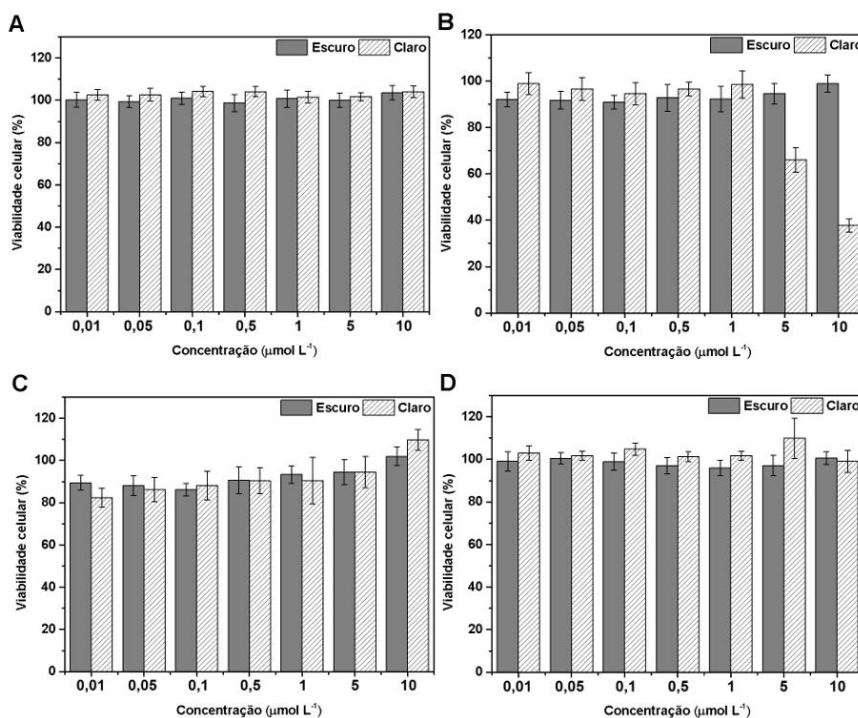 A
Escuro Claro
120
100
80
60
40
20
0
Viabilidade celular (%)
0,01 0,05 0,1 0,5 1 5 10
Concentração (μmol L⁻¹)
B
Escuro Claro
120
100
80
60
40
20
0
Viabilidade celular (%)
0,01 0,05 0,1 0,5 1 5 10
Concentração (μmol L⁻¹)
C
Escuro Claro
120
100
80
60
40
20
0
Viabilidade celular (%)
0,01 0,05 0,1 0,5 1 5 10
Concentração (μmol L⁻¹)
D
Escuro Claro
120
100
80
60
40
20
0
Viabilidade celular (%)
0,01 0,05 0,1 0,5 1 5 10
Concentração (μmol L⁻¹)